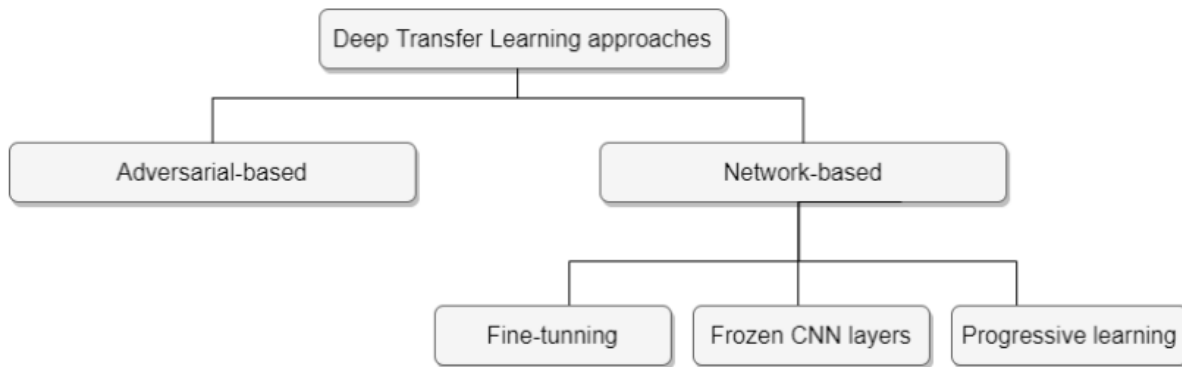 Deep Transfer Learning approaches
Adversarial-based
Network-based
Fine-tunning
Frozen CNN layers
Progressive learning